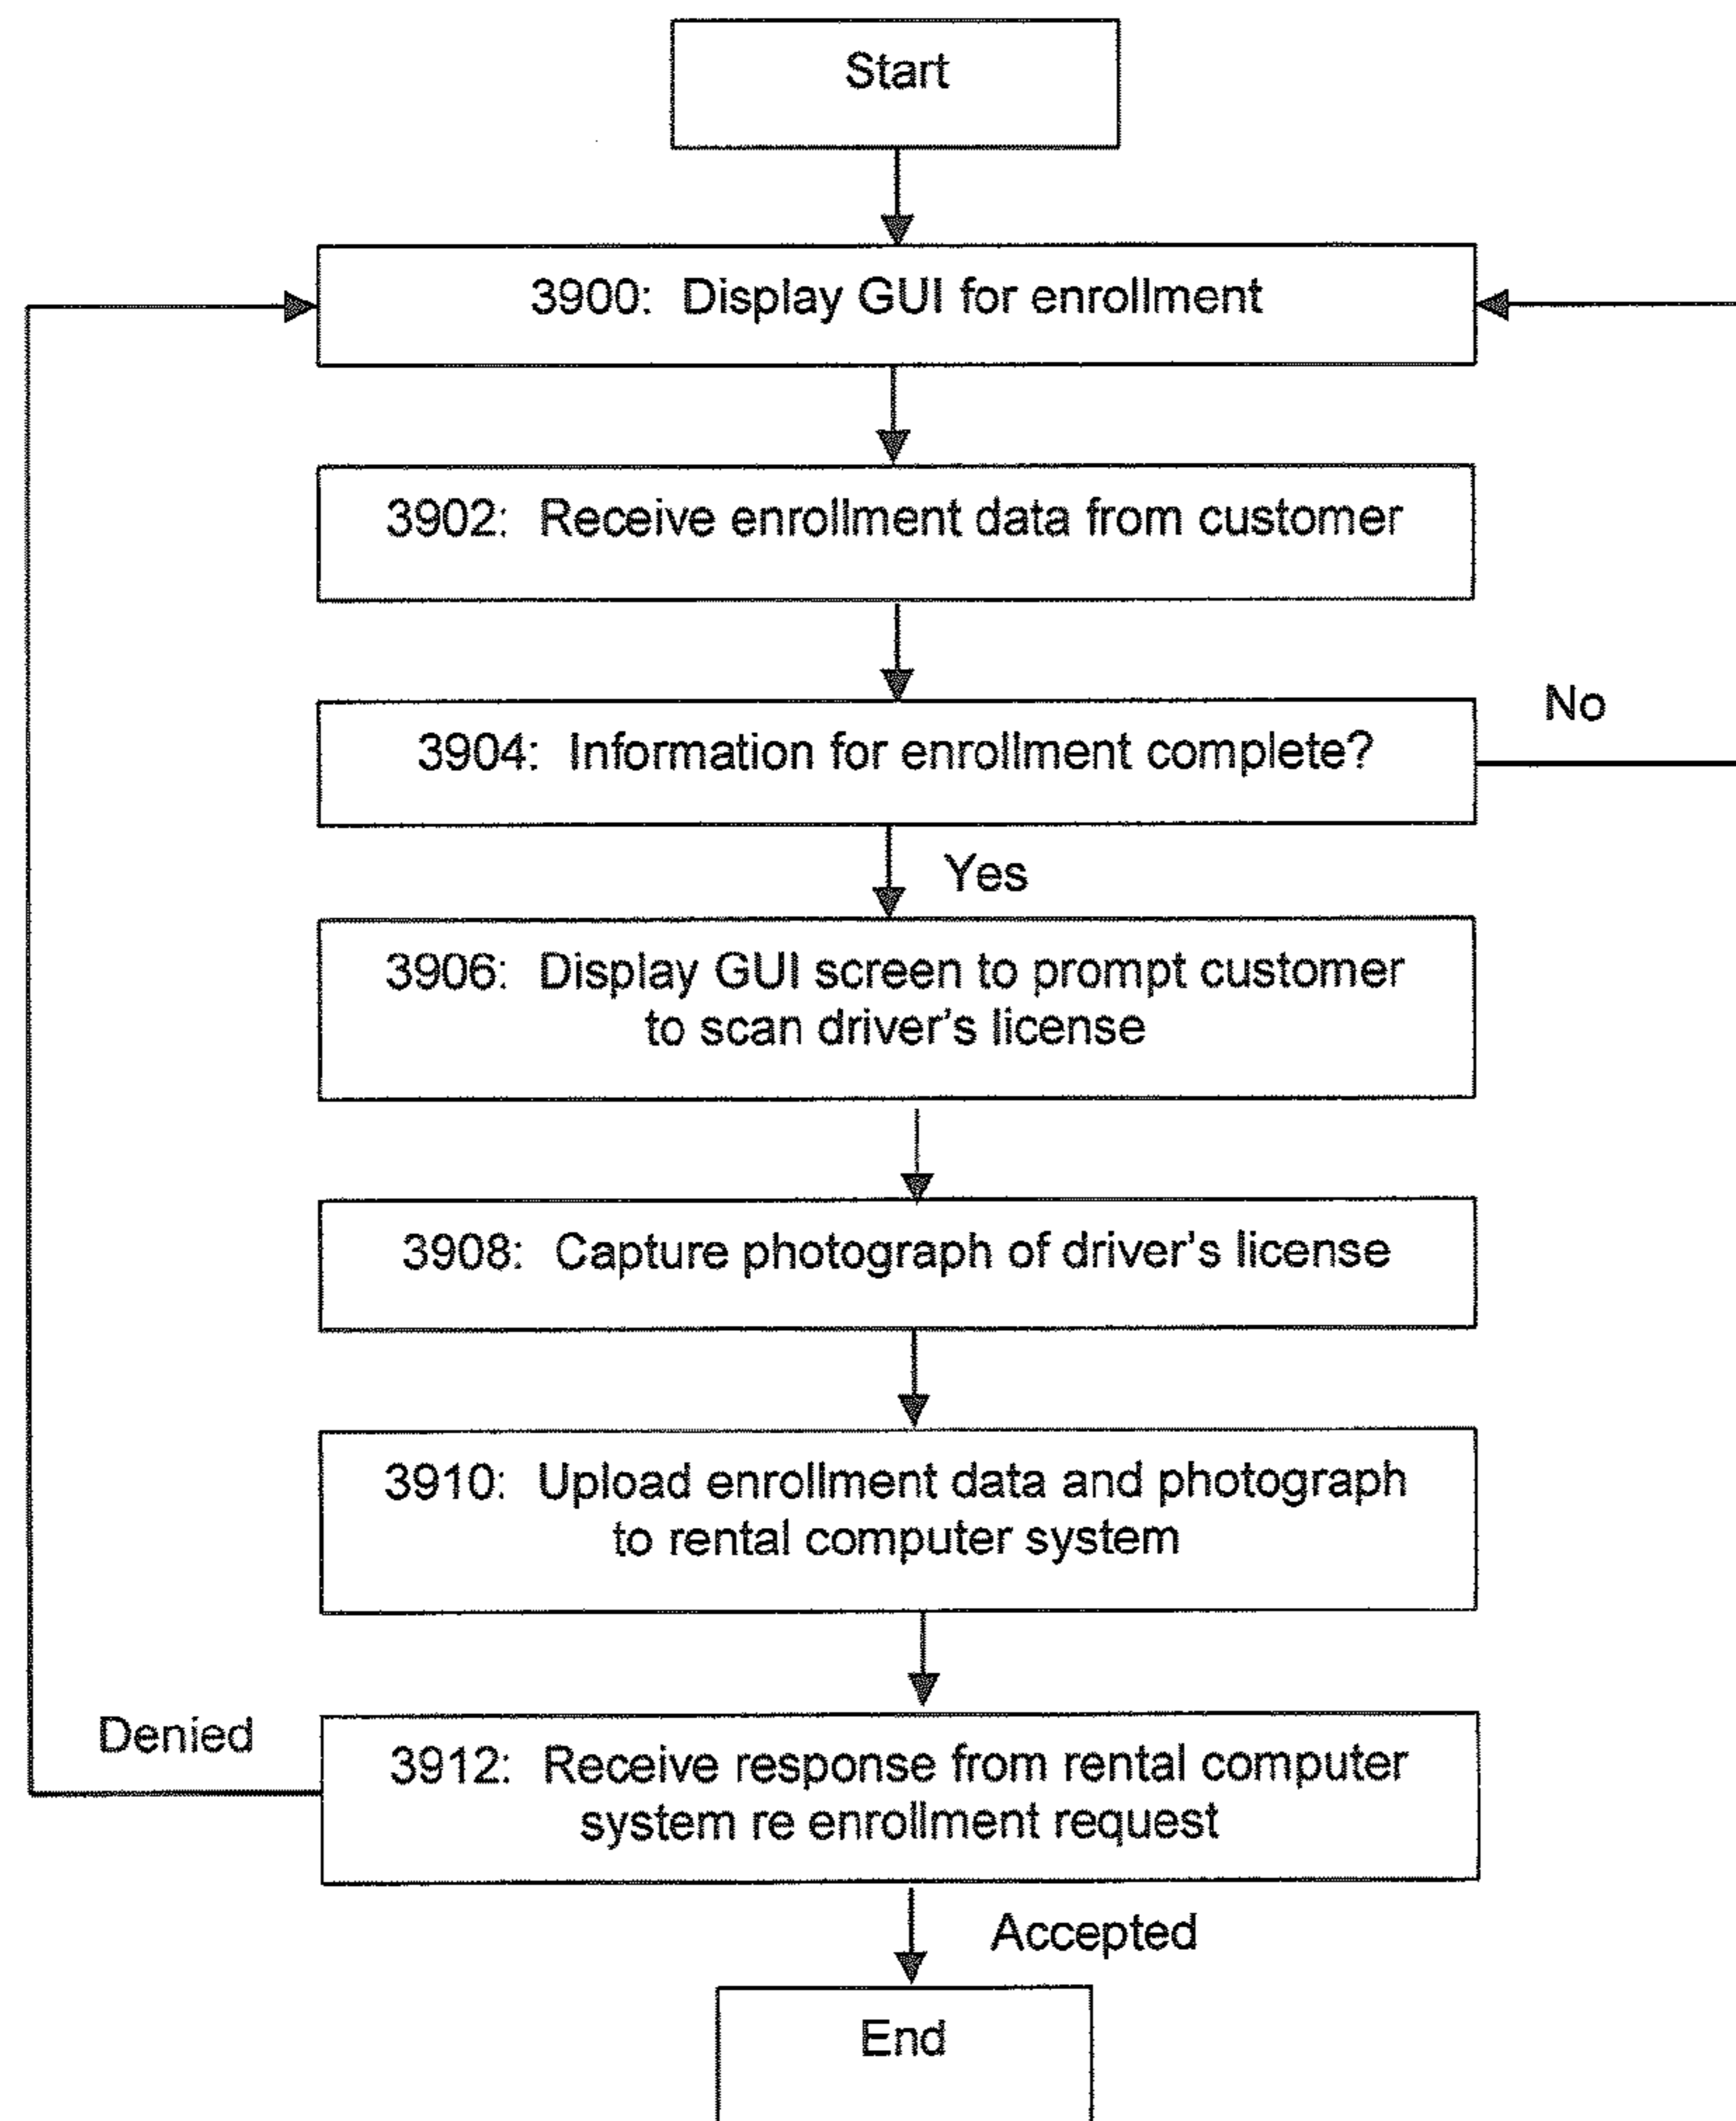 Start
3900: Display GUI for enrollment
3902: Receive enrollment data from customer
3904: Information for enrollment complete?
No
Yes
3906: Display GUI screen to prompt customer
to scan driver's license
3908: Capture photograph of driver's license
3910: Upload enrollment data and photograph
to rental computer system
Denied
3912: Receive response from rental computer
system re enrollment request
Accepted
End